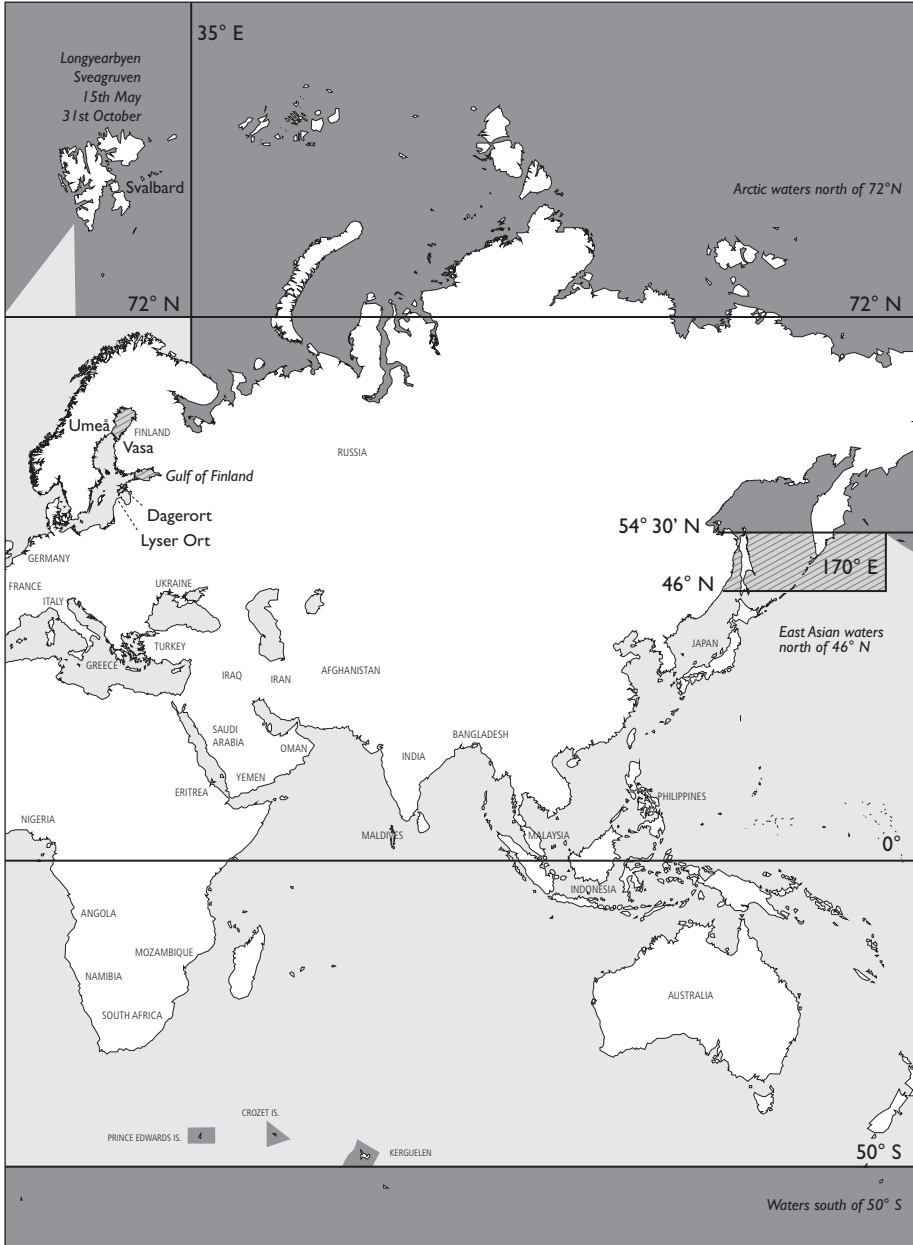 35° E
Longyearbyen
Sveagruven
15th May
31st October
Svalbard
Arctic waters north of 72°N
72° N
72° N
Umeå
FINLAND
Vasa
RUSSIA
Gulf of Finland
Dagerort
Lyser Ort
54° 30’ N
GERMANY
170° E
FRANCE
UKRAINE
46° N
ITALY
East Asian waters
north of 46° N
JAPAN
TURKEY
GREECE
IRAQ
IRAN
AFGHANISTAN
SAUDI
ARABIA
OMAN
BANGLADESH
INDIA
YEMEN
ERITREA
PHILIPPINES
NIGERIA
MALDIVES
MALAYSIA
0°
INDONESIA
ANGOLA
MOZAMBIQUE
NAMIBIA
AUSTRALIA
SOUTH AFRICA
CROZET IS.
PRINCE EDWARDS IS.
KERGUELEN
50° S
Waters south of 50° S